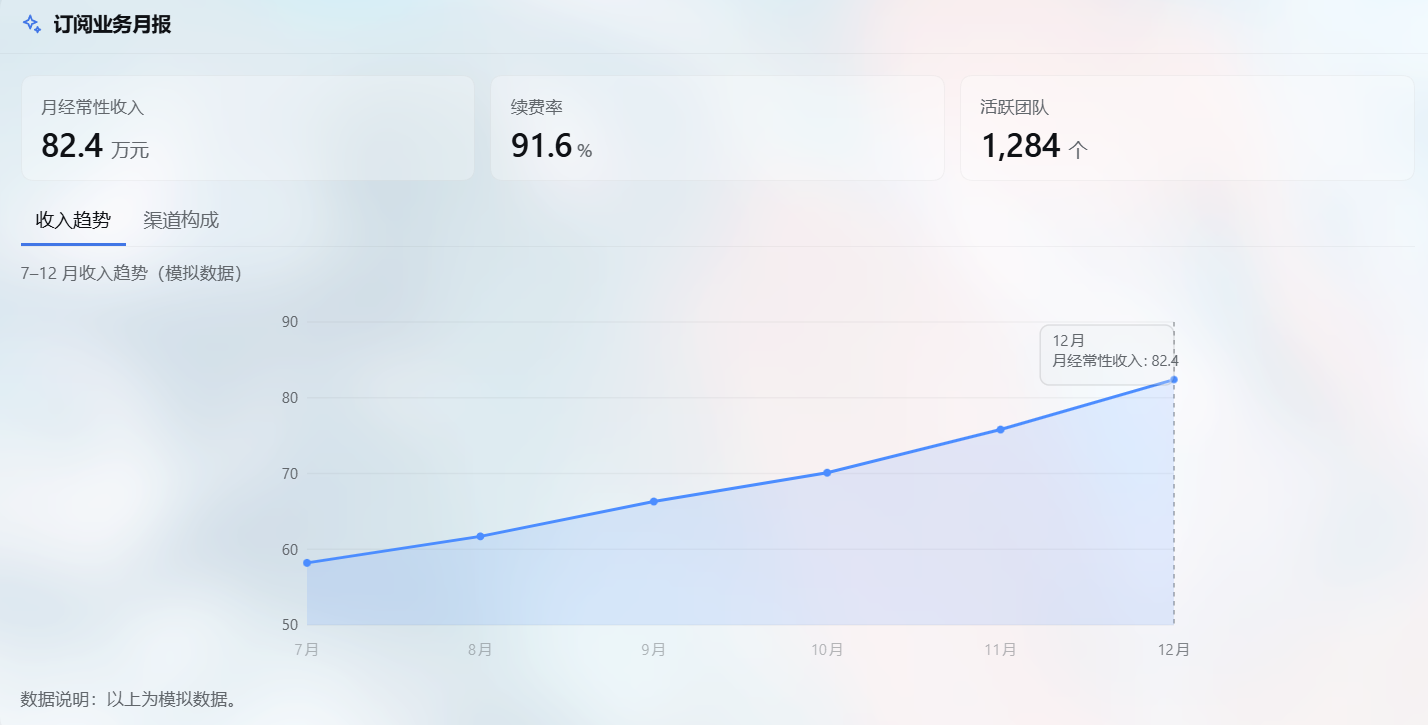 订阅业务月报
月经常性收入
82.4 万元
续费率
91.6 %
活跃团队
1,284 个
收入趋势 渠道构成
7–12 月收入趋势（模拟数据）
90
12月
月经常性收入: 82.4
80
70
60
50
7月 8月 9月 10月 11月 12月
数据说明：以上为模拟数据。